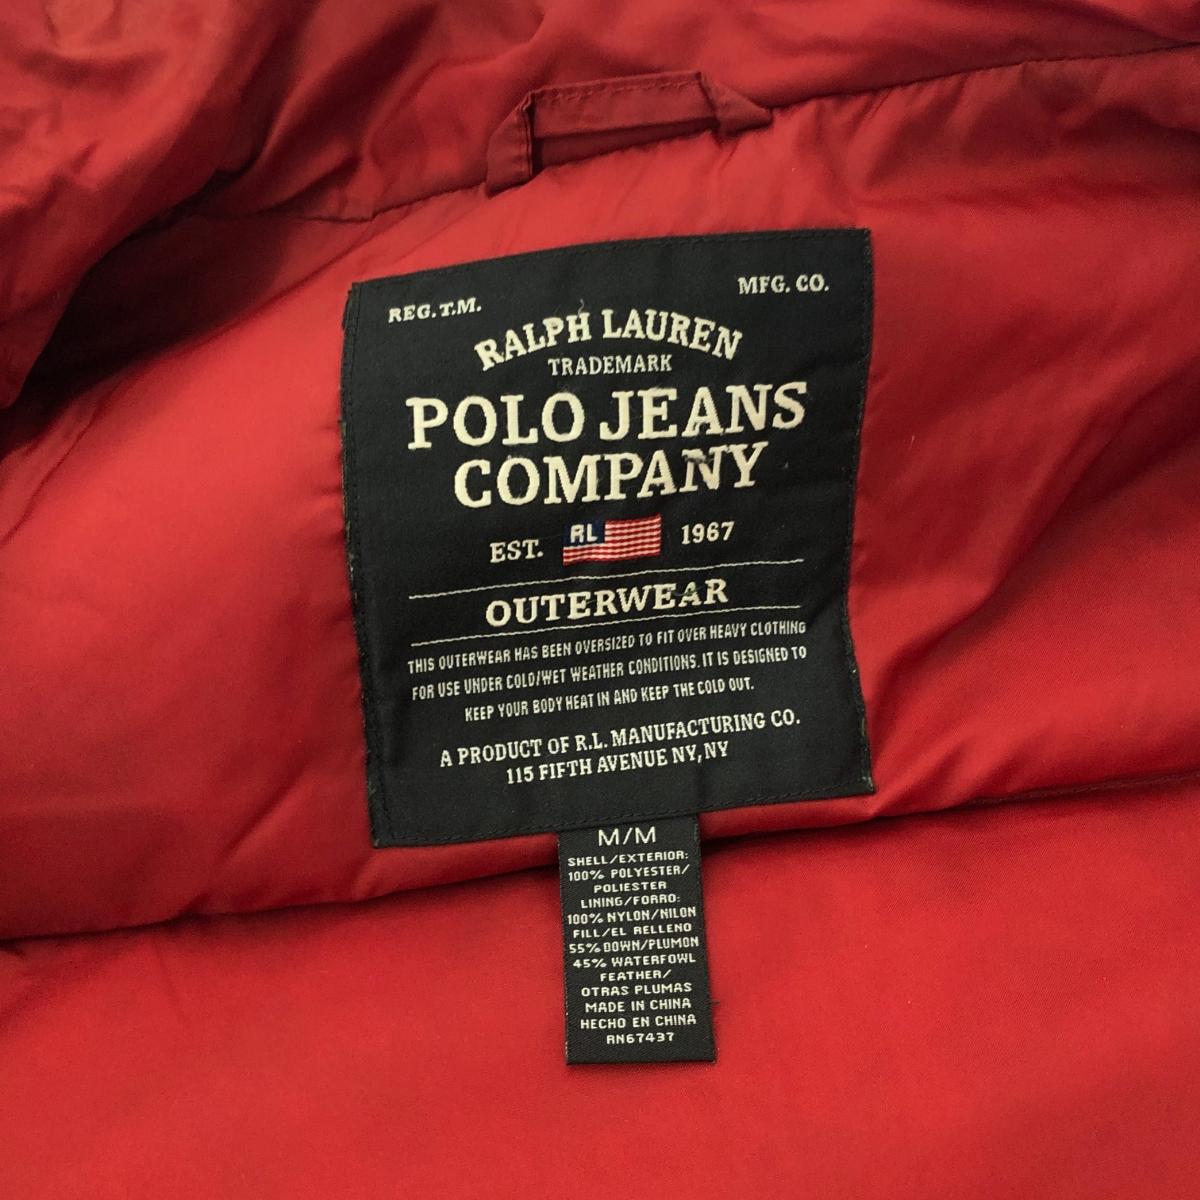 REG. T.M. MFG. CO.
RALPH LAUREN
TRADEMARK
POLO JEANS
COMPANY
EST. RL 1967
OUTERWEAR
THIS OUTERWEAR HAS BEEN OVERSIZED TO FIT OVER HEAVY CLOTHING
FOR USE UNDER COLD/WET WEATHER CONDITIONS. IT IS DESIGNED TO
KEEP YOUR BODY HEAT IN AND KEEP THE COLD OUT.
A PRODUCT OF R.L. MANUFACTURING CO.
115 FIFTH AVENUE NY, NY
M/M
SHELL/EXTERIOR:
100% POLYESTER/
POLIESTER
LINING/FORRO:
100% NYLON/NILON
FILL/EL RELLENO
55% DOWN/PLUMON
45% WATERFOWL
FEATHER/
OTRAS PLUMAS
MADE IN CHINA
HECHO EN CHINA
RN67437